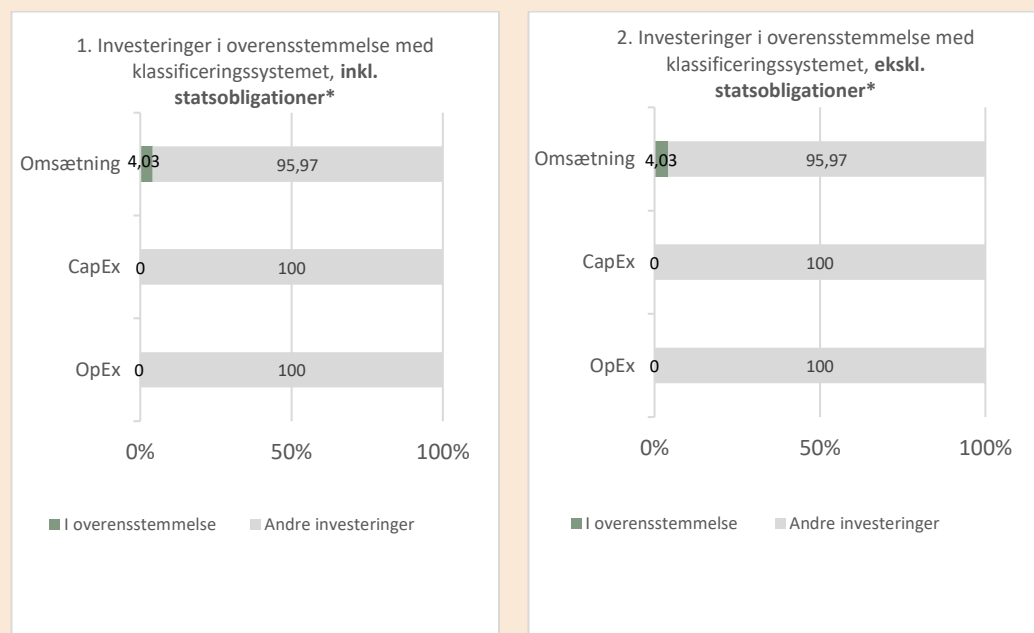 1. Investeringer i overensstemmelse med
klassificeringssystemet, inkl.
statsobligationer*
Omsætning 4,03 95,97
CapEx 0 100
OpEx 0 100
0% 50% 100%
I overensstemmelse Andre investeringer
2. Investeringer i overensstemmelse med
klassificeringssystemet, ekskl.
statsobligationer*
Omsætning 4,03 95,97
CapEx 0 100
OpEx 0 100
0% 50% 100%
I overensstemmelse Andre investeringer